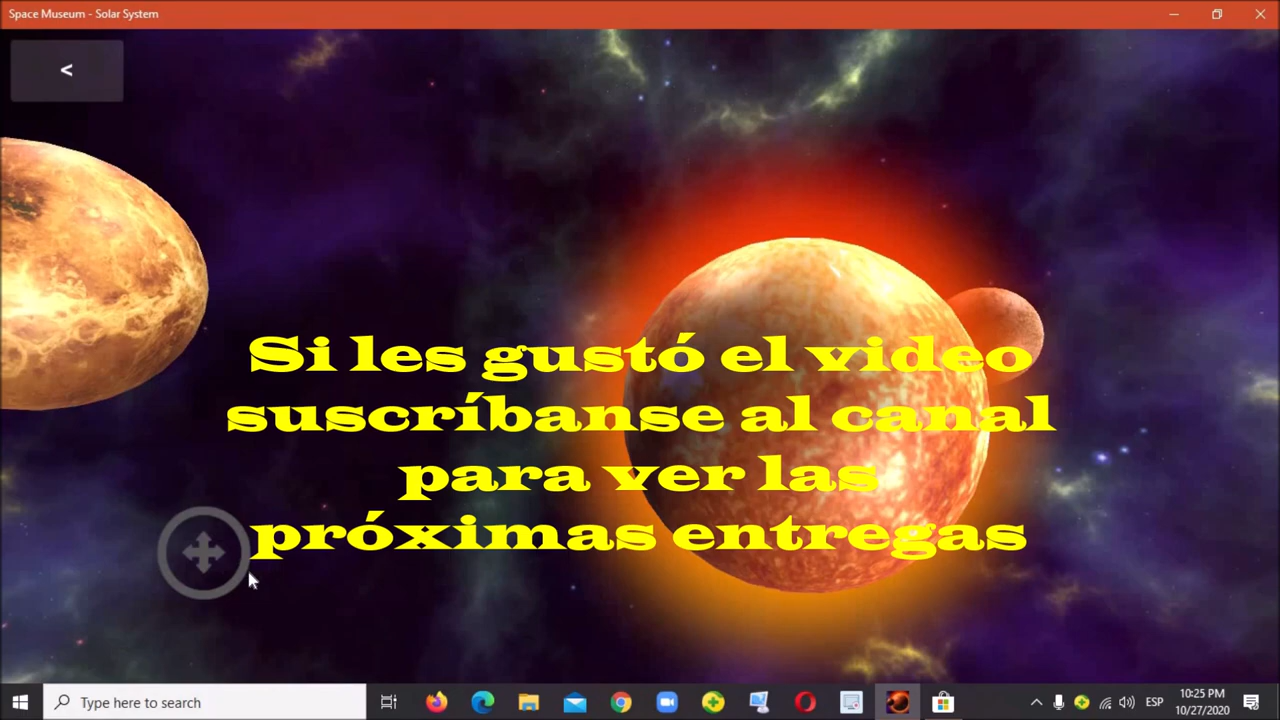 Space Museum - Solar System
<
Si les gustó el video
suscríbanse al canal
para ver las
próximas entregas
Type here to search
ESP
10:25 PM
10/27/2020